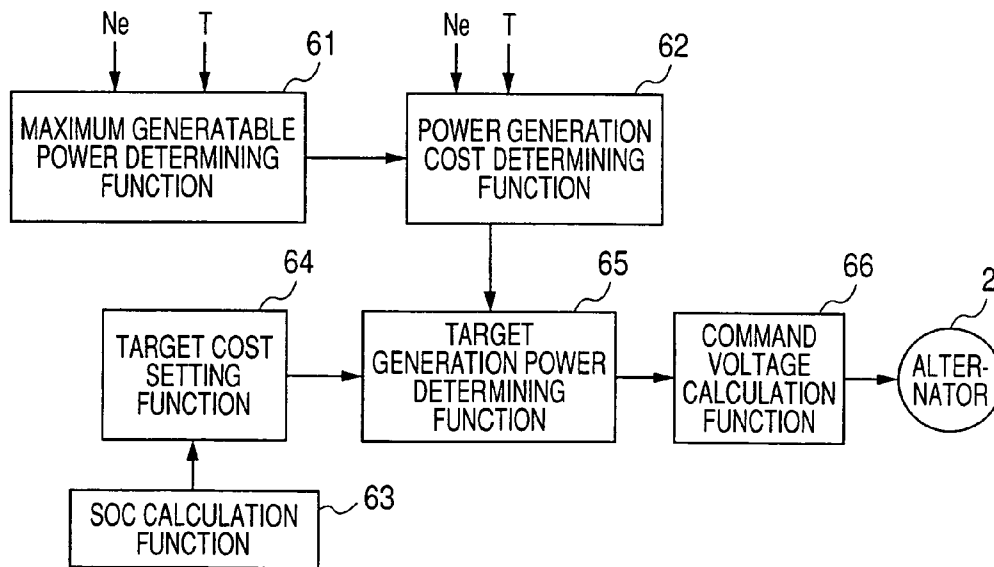 Ne T
61
MAXIMUM GENERATABLE
POWER DETERMINING
FUNCTION
Ne T
62
POWER GENERATION
COST DETERMINING
FUNCTION
64
TARGET COST
SETTING
FUNCTION
65
TARGET
GENERATION POWER
DETERMINING
FUNCTION
66
COMMAND
VOLTAGE
CALCULATION
FUNCTION
2
ALTER-
NATOR
SOC CALCULATION
FUNCTION
63